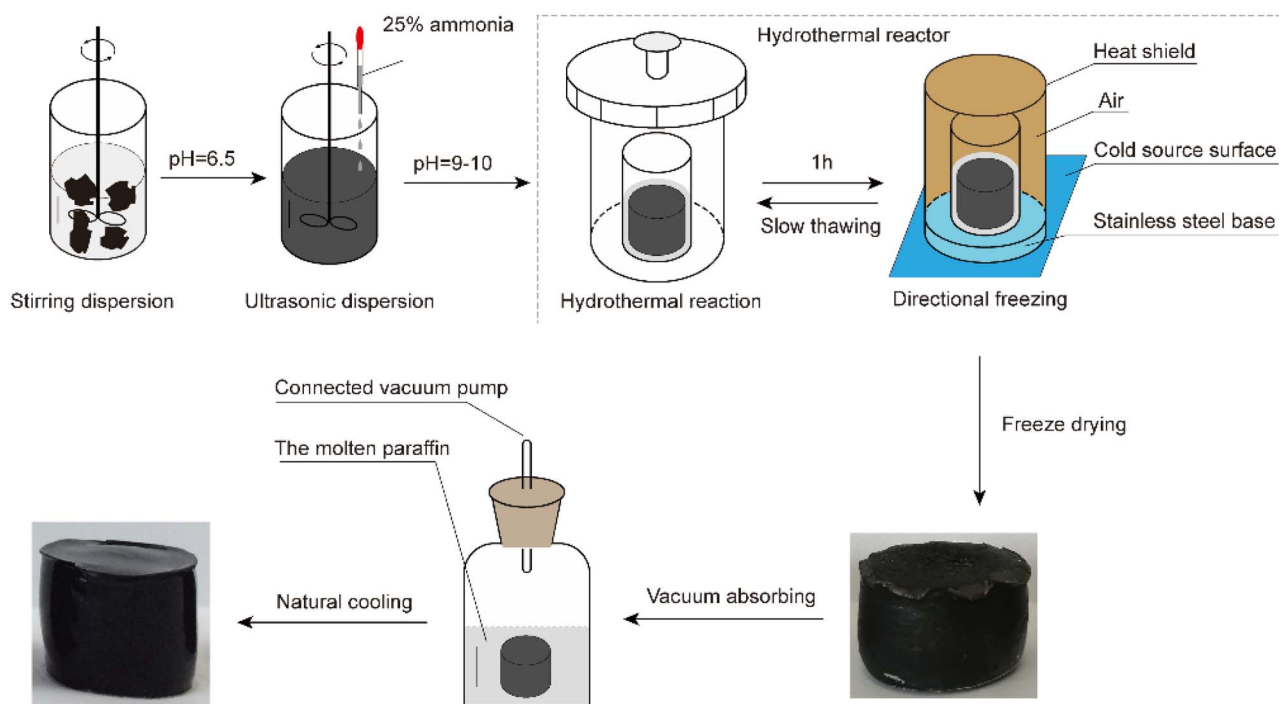 25% ammonia
Hydrothermal reactor
Heat shield
Air
Cold source surface
Stainless steel base
pH=6.5
pH=9-10
1h
Slow thawing
Stirring dispersion
Ultrasonic dispersion
Hydrothermal reaction
Directional freezing
Connected vacuum pump
The molten paraffin
Freeze drying
Natural cooling
Vacuum absorbing